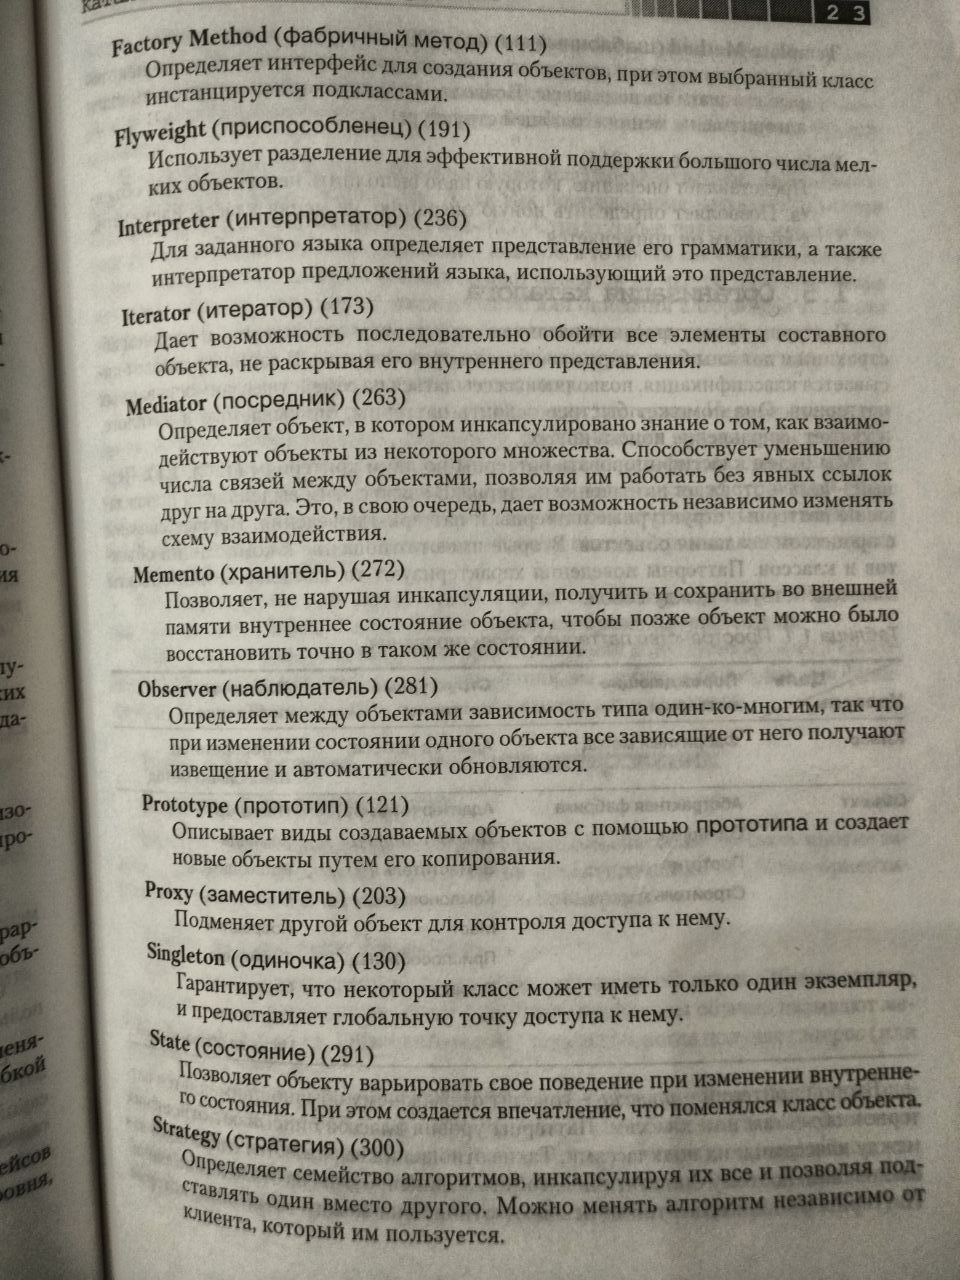 23
Factory Method (фабричный метод) (111)
Определяет интерфейс для создания объектов, при этом выбранный класс
инстанцируется подклассами.
Flyweight (приспособленец) (191)
Использует разделение для эффективной поддержки большого числа мел-
ких объектов.
Interpreter (интерпретатор) (236)
Для заданного языка определяет представление его грамматики, а также
интерпретатор предложений языка, использующий это представление.
Iterator (итератор) (173)
Дает возможность последовательно обойти все элементы составного
объекта, не раскрывая его внутреннего представления.
Mediator (посредник) (263)
Определяет объект, в котором инкапсулировано знание о том, как взаимо-
действуют объекты из некоторого множества. Способствует уменьшению
числа связей между объектами, позволяя им работать без явных ссылок
друг на друга. Это, в свою очередь, дает возможность независимо изменять
схему взаимодействия.
Memento (хранитель) (272)
Позволяет, не нарушая инкапсуляции, получить и сохранить во внешней
памяти внутреннее состояние объекта, чтобы позже объект можно было
восстановить точно в таком же состоянии.
Observer (наблюдатель) (281)
Определяет между объектами зависимость типа один-ко-многим, так что
при изменении состоянии одного объекта все зависящие от него получают
извещение и автоматически обновляются.
Prototype (прототип) (121)
Описывает виды создаваемых объектов с помощью прототипа и создает
новые объекты путем его копирования.
Proxy (заместитель) (203)
Подменяет другой объект для контроля доступа к нему.
Singleton (одиночка) (130)
Гарантирует, что некоторый класс может иметь только один экземпляр,
и предоставляет глобальную точку доступа к нему.
State (состояние) (291)
Позволяет объекту варьировать свое поведение при изменении внутренне-
го состояния. При этом создается впечатление, что поменялся класс объекта.
Strategy (стратегия) (300)
Определяет семейство алгоритмов, инкапсулируя их все и позволяя под-
ставлять один вместо другого. Можно менять алгоритм независимо от
клиента, который им пользуется.